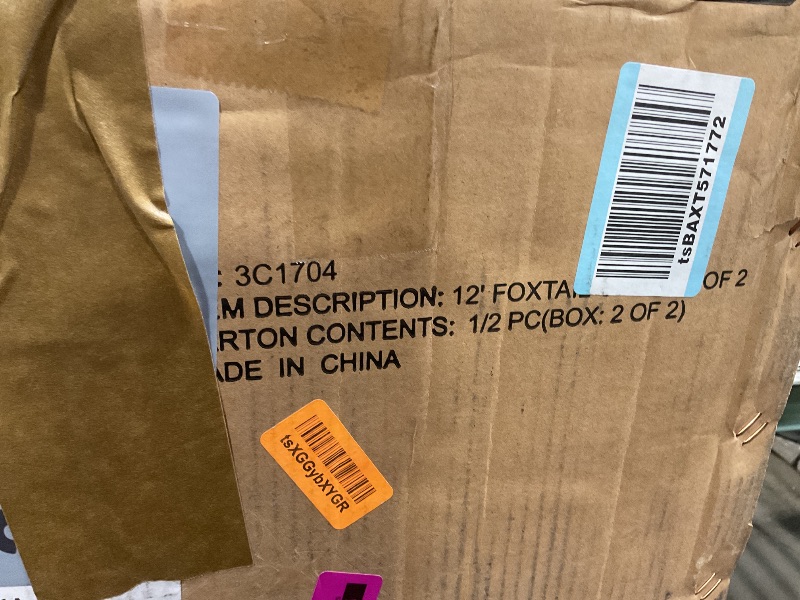 tsBAXT571772
: 3C1704
EM DESCRIPTION: 12' FOXTAI OF 2
ARTON CONTENTS: 1/2 PC(BOX: 2 OF 2)
ADE IN CHINA
tsXGGybXYGR